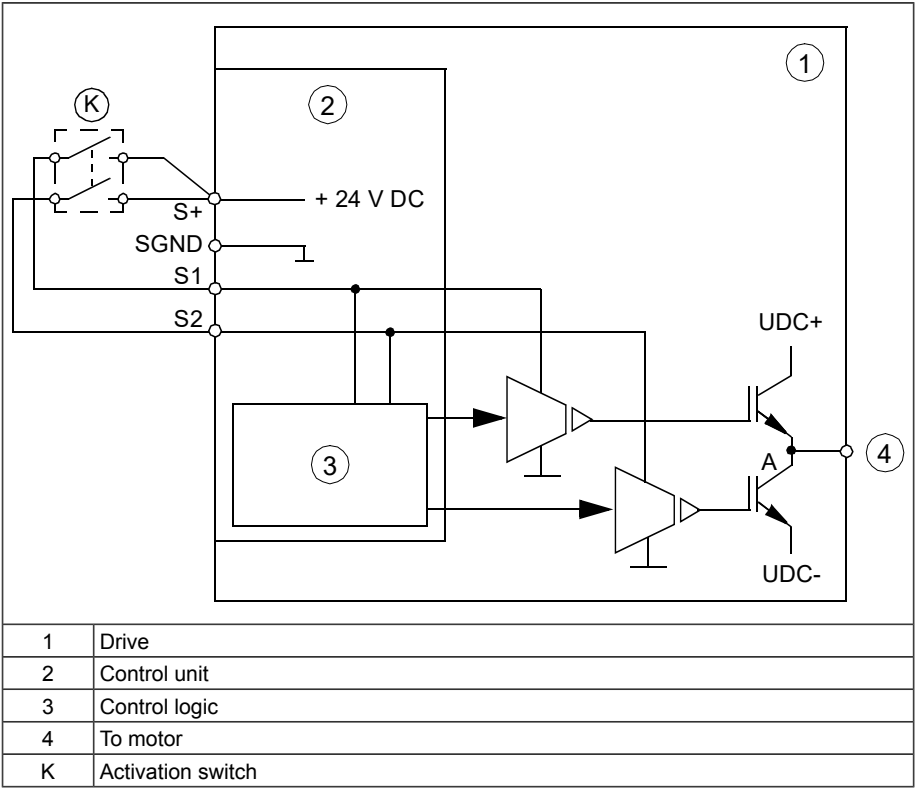 1
2
K
S+
+ 24 V DC
SGND
S1
S2
UDC+
3
A
4
UDC-
1 Drive
2 Control unit
3 Control logic
4 To motor
K Activation switch